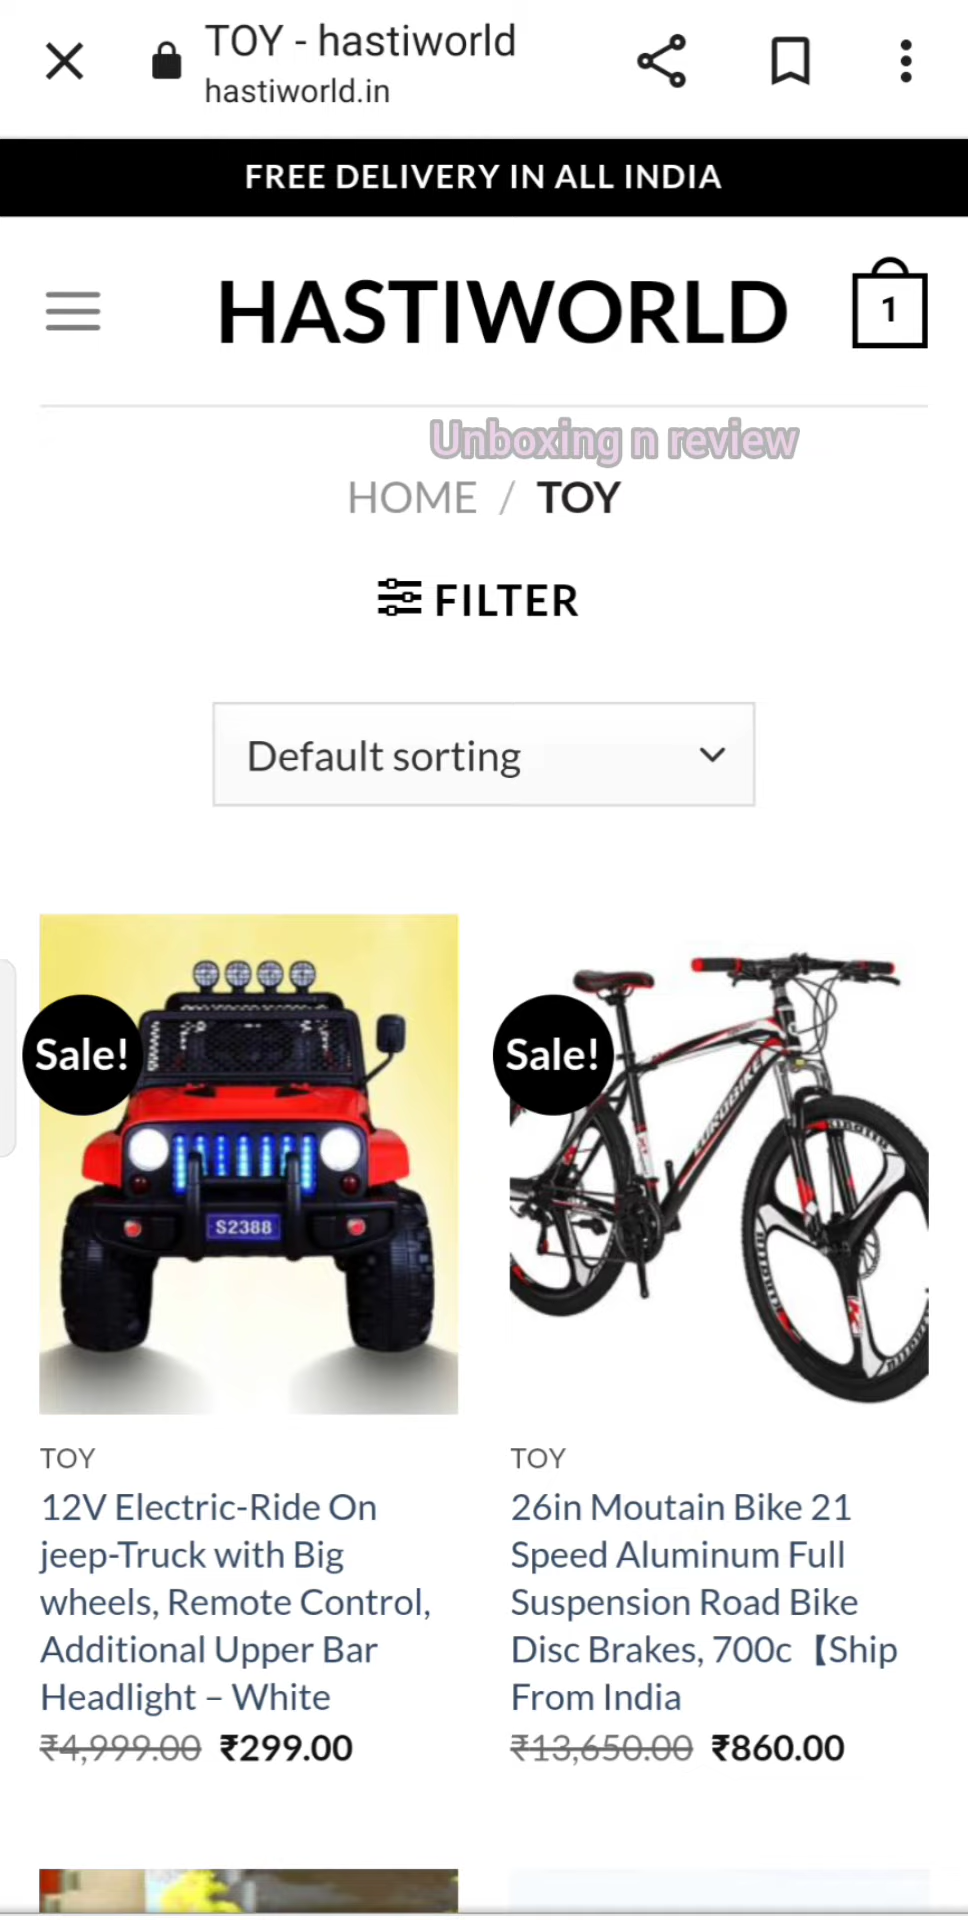 TOY - hastiworld
hastiworld.in
FREE DELIVERY IN ALL INDIA
HASTIWORLD
1
Unboxing n review
HOME / TOY
FILTER
Default sorting
Sale!
S2388
TOY
12V Electric-Ride On
jeep-Truck with Big
wheels, Remote Control,
Additional Upper Bar
Headlight – White
₹4,999.00 ₹299.00
Sale!
EUROBIKE
TOY
26in Moutain Bike 21
Speed Aluminum Full
Suspension Road Bike
Disc Brakes, 700c【Ship
From India
₹13,650.00 ₹860.00